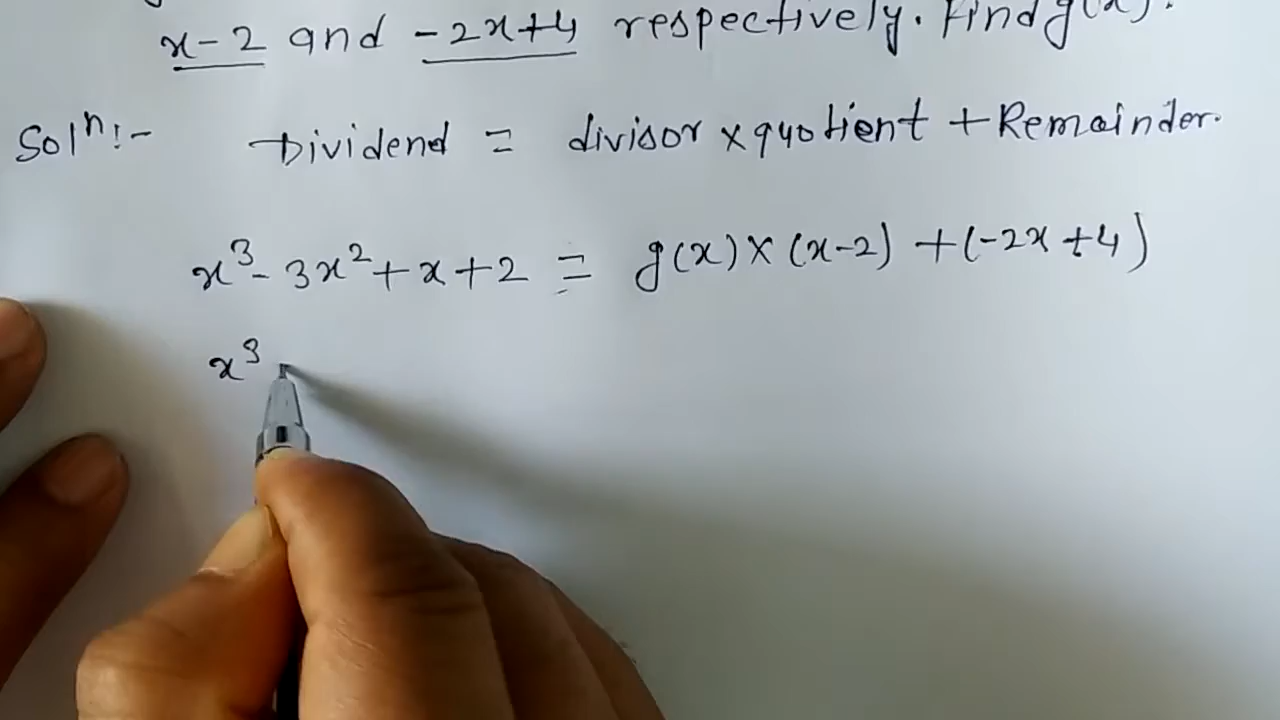 x-2 and -2x+4 respectively. Find g(x).
Solⁿ:- Dividend = divisor × quotient + Remainder.
x³- 3x²+x+2 = g(x) × (x-2) +(-2x+4)
x³